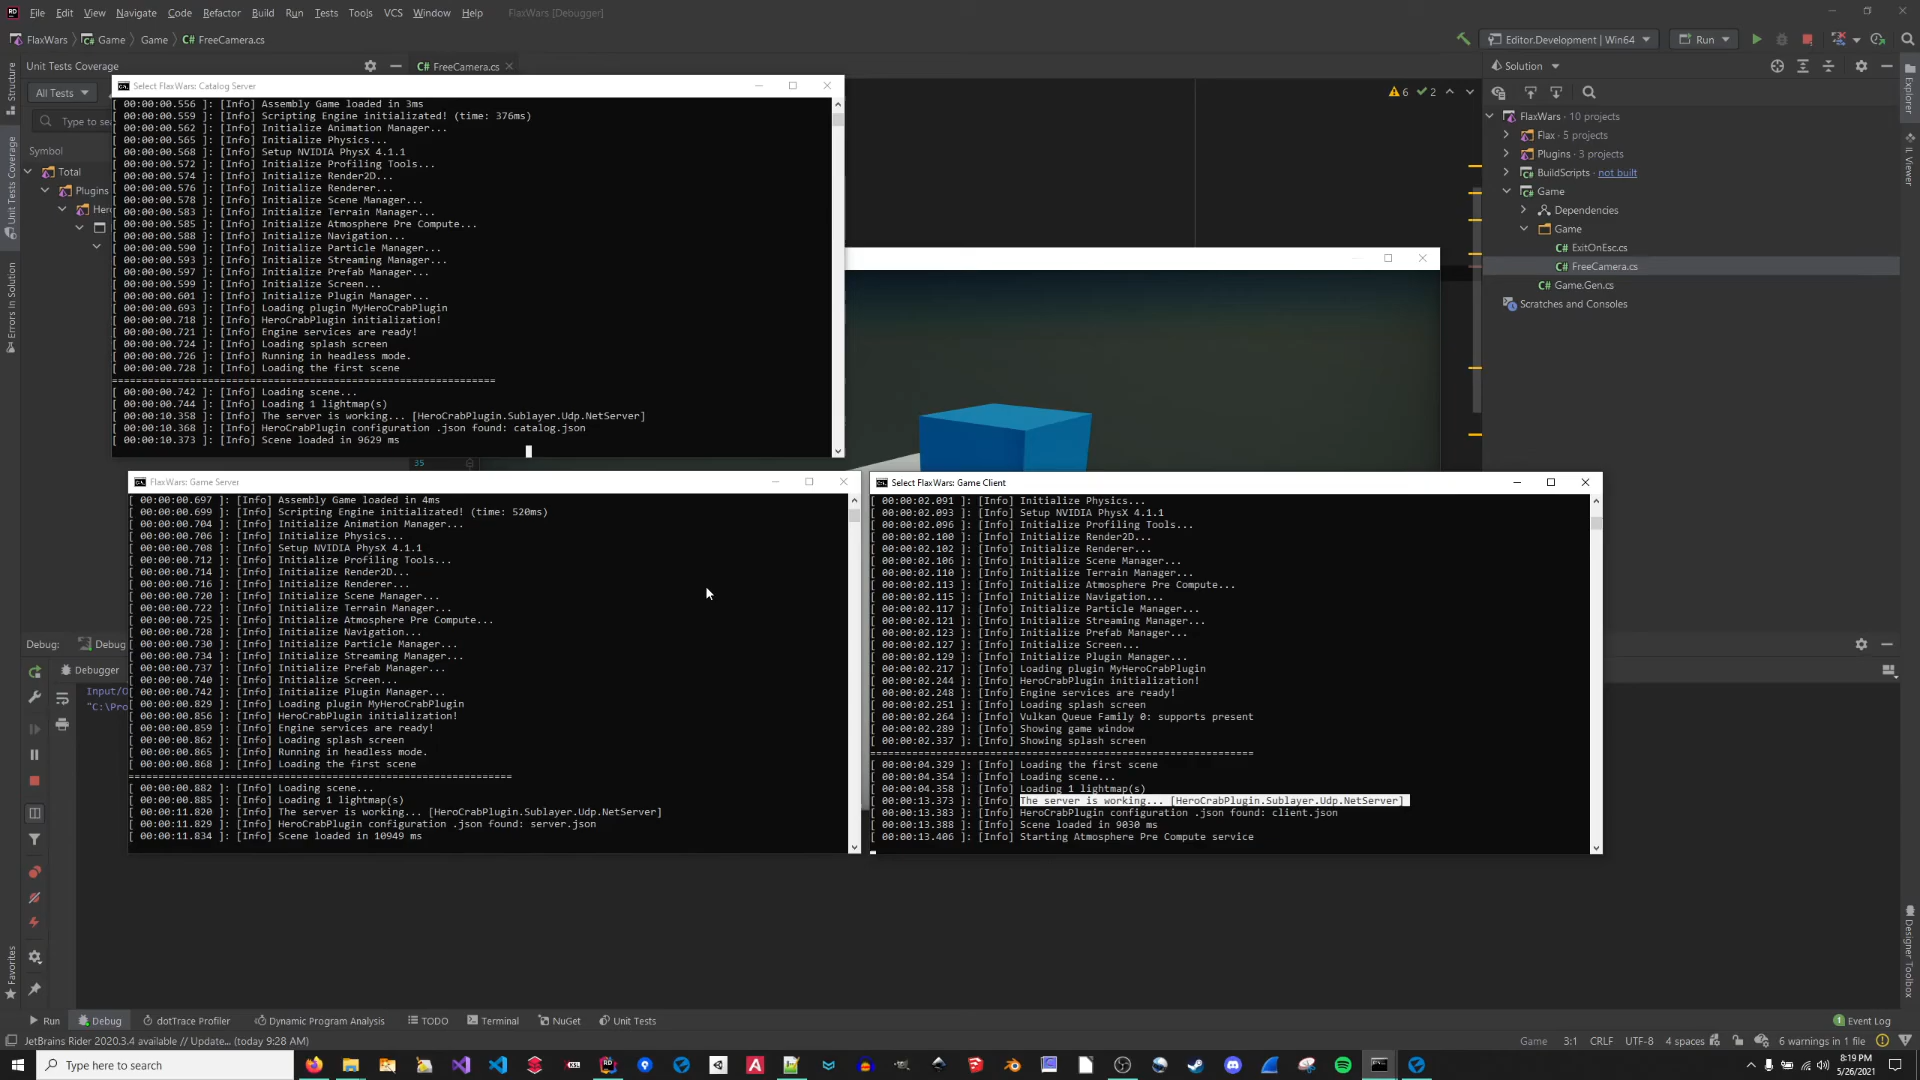 File Edit View Navigate Code Refactor Build Run Tests Tools VCS Window Help FlaxWars [Debugger]
FlaxWars Game Game FreeCamera.cs
Editor.Development | Win64 Run
Unit Tests Coverage
FreeCamera.cs
Solution
All Tests
Type to sea
Symbol
Total
Plugins
Hero
6 2
FlaxWars · 10 projects
Flax · 5 projects
Plugins · 3 projects
BuildScripts · not built
Game
Dependencies
Game
ExitOnEsc.cs
FreeCamera.cs
Game.Gen.cs
Scratches and Consoles
Structure
Unit Tests Coverage
Errors In Solution
Favorites
Explorer
IL Viewer
Designer Toolbox
Select FlaxWars: Catalog Server
[ 00:00:00.556 ]: [Info] Assembly Game loaded in 3ms
[ 00:00:00.559 ]: [Info] Scripting Engine initializated! (time: 376ms)
[ 00:00:00.562 ]: [Info] Initialize Animation Manager...
[ 00:00:00.565 ]: [Info] Initialize Physics...
[ 00:00:00.568 ]: [Info] Setup NVIDIA PhysX 4.1.1
[ 00:00:00.572 ]: [Info] Initialize Profiling Tools...
[ 00:00:00.574 ]: [Info] Initialize Render2D...
[ 00:00:00.576 ]: [Info] Initialize Renderer...
[ 00:00:00.578 ]: [Info] Initialize Scene Manager...
[ 00:00:00.583 ]: [Info] Initialize Terrain Manager...
[ 00:00:00.585 ]: [Info] Initialize Atmosphere Pre Compute...
[ 00:00:00.588 ]: [Info] Initialize Navigation...
[ 00:00:00.590 ]: [Info] Initialize Particle Manager...
[ 00:00:00.593 ]: [Info] Initialize Streaming Manager...
[ 00:00:00.597 ]: [Info] Initialize Prefab Manager...
[ 00:00:00.599 ]: [Info] Initialize Screen...
[ 00:00:00.601 ]: [Info] Initialize Plugin Manager...
[ 00:00:00.693 ]: [Info] Loading plugin MyHeroCrabPlugin
[ 00:00:00.718 ]: [Info] HeroCrabPlugin initialization!
[ 00:00:00.721 ]: [Info] Engine services are ready!
[ 00:00:00.724 ]: [Info] Loading splash screen
[ 00:00:00.726 ]: [Info] Running in headless mode.
[ 00:00:00.728 ]: [Info] Loading the first scene
================================================================
[ 00:00:00.742 ]: [Info] Loading scene...
[ 00:00:00.744 ]: [Info] Loading 1 lightmap(s)
[ 00:00:10.358 ]: [Info] The server is working... [HeroCrabPlugin.Sublayer.Udp.NetServer]
[ 00:00:10.368 ]: [Info] HeroCrabPlugin configuration .json found: catalog.json
[ 00:00:10.373 ]: [Info] Scene loaded in 9629 ms
35
FlaxWars: Game Server
[ 00:00:00.697 ]: [Info] Assembly Game loaded in 4ms
[ 00:00:00.699 ]: [Info] Scripting Engine initializated! (time: 520ms)
[ 00:00:00.704 ]: [Info] Initialize Animation Manager...
[ 00:00:00.706 ]: [Info] Initialize Physics...
[ 00:00:00.708 ]: [Info] Setup NVIDIA PhysX 4.1.1
[ 00:00:00.712 ]: [Info] Initialize Profiling Tools...
[ 00:00:00.714 ]: [Info] Initialize Render2D...
[ 00:00:00.716 ]: [Info] Initialize Renderer...
[ 00:00:00.720 ]: [Info] Initialize Scene Manager...
[ 00:00:00.722 ]: [Info] Initialize Terrain Manager...
[ 00:00:00.725 ]: [Info] Initialize Atmosphere Pre Compute...
[ 00:00:00.728 ]: [Info] Initialize Navigation...
[ 00:00:00.730 ]: [Info] Initialize Particle Manager...
[ 00:00:00.734 ]: [Info] Initialize Streaming Manager...
[ 00:00:00.737 ]: [Info] Initialize Prefab Manager...
[ 00:00:00.740 ]: [Info] Initialize Screen...
[ 00:00:00.742 ]: [Info] Initialize Plugin Manager...
[ 00:00:00.829 ]: [Info] Loading plugin MyHeroCrabPlugin
[ 00:00:00.856 ]: [Info] HeroCrabPlugin initialization!
[ 00:00:00.859 ]: [Info] Engine services are ready!
[ 00:00:00.862 ]: [Info] Loading splash screen
[ 00:00:00.865 ]: [Info] Running in headless mode.
[ 00:00:00.868 ]: [Info] Loading the first scene
================================================================
[ 00:00:00.882 ]: [Info] Loading scene...
[ 00:00:00.885 ]: [Info] Loading 1 lightmap(s)
[ 00:00:11.820 ]: [Info] The server is working... [HeroCrabPlugin.Sublayer.Udp.NetServer]
[ 00:00:11.829 ]: [Info] HeroCrabPlugin configuration .json found: server.json
[ 00:00:11.834 ]: [Info] Scene loaded in 10949 ms
Select FlaxWars: Game Client
[ 00:00:02.091 ]: [Info] Initialize Physics...
[ 00:00:02.093 ]: [Info] Setup NVIDIA PhysX 4.1.1
[ 00:00:02.096 ]: [Info] Initialize Profiling Tools...
[ 00:00:02.100 ]: [Info] Initialize Render2D...
[ 00:00:02.102 ]: [Info] Initialize Renderer...
[ 00:00:02.106 ]: [Info] Initialize Scene Manager...
[ 00:00:02.110 ]: [Info] Initialize Terrain Manager...
[ 00:00:02.113 ]: [Info] Initialize Atmosphere Pre Compute...
[ 00:00:02.115 ]: [Info] Initialize Navigation...
[ 00:00:02.117 ]: [Info] Initialize Particle Manager...
[ 00:00:02.121 ]: [Info] Initialize Streaming Manager...
[ 00:00:02.123 ]: [Info] Initialize Prefab Manager...
[ 00:00:02.127 ]: [Info] Initialize Screen...
[ 00:00:02.129 ]: [Info] Initialize Plugin Manager...
[ 00:00:02.217 ]: [Info] Loading plugin MyHeroCrabPlugin
[ 00:00:02.244 ]: [Info] HeroCrabPlugin initialization!
[ 00:00:02.248 ]: [Info] Engine services are ready!
[ 00:00:02.251 ]: [Info] Loading splash screen
[ 00:00:02.264 ]: [Info] Vulkan Queue Family 0: supports present
[ 00:00:02.289 ]: [Info] Showing game window
[ 00:00:02.337 ]: [Info] Showing splash screen
================================================================
[ 00:00:04.329 ]: [Info] Loading the first scene
[ 00:00:04.354 ]: [Info] Loading scene...
[ 00:00:04.358 ]: [Info] Loading 1 lightmap(s)
[ 00:00:13.373 ]: [Info] The server is working... [HeroCrabPlugin.Sublayer.Udp.NetServer]
[ 00:00:13.383 ]: [Info] HeroCrabPlugin configuration .json found: client.json
[ 00:00:13.388 ]: [Info] Scene loaded in 9030 ms
[ 00:00:13.406 ]: [Info] Starting Atmosphere Pre Compute service
Debug: Debug
Debugger
Input/O
"C:\Pro
Run Debug dotTrace Profiler Dynamic Program Analysis TODO Terminal NuGet Unit Tests 1 Event Log
JetBrains Rider 2020.3.4 available // Update... (today 9:28 AM) Game 3:1 CRLF UTF-8 4 spaces 6 warnings in 1 file
Type here to search
8:19 PM
5/26/2021